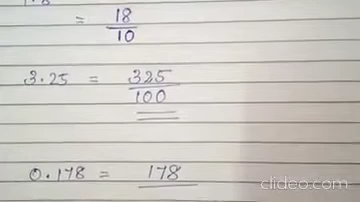 = 18/10
3.25 = 325/100
0.178 = 178
clideo.com